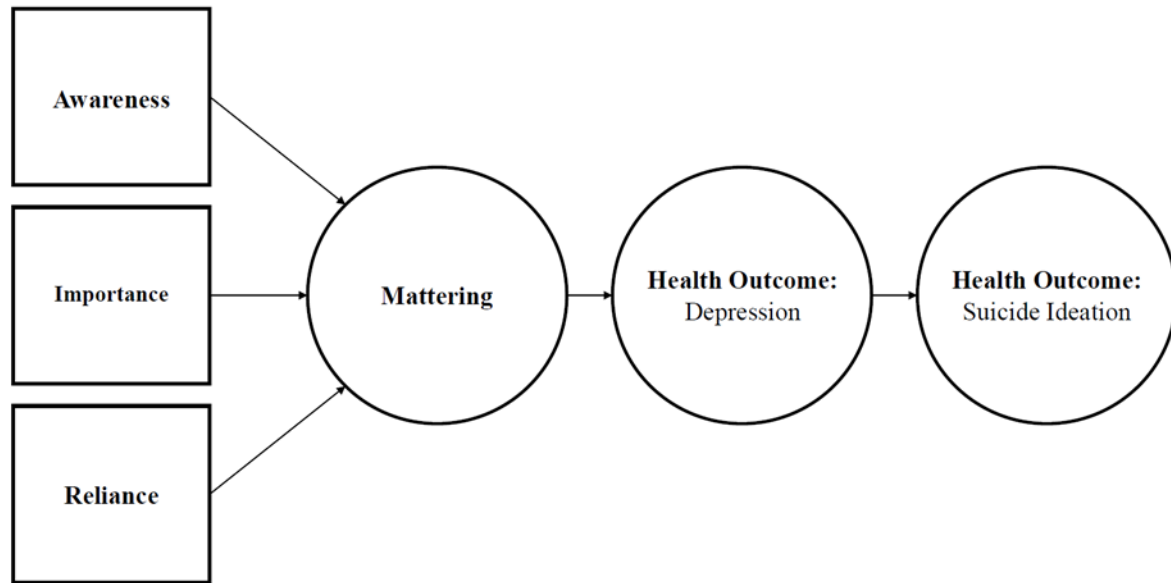 Awareness
Importance
Reliance
Mattering
Health Outcome:
Depression
Health Outcome:
Suicide Ideation